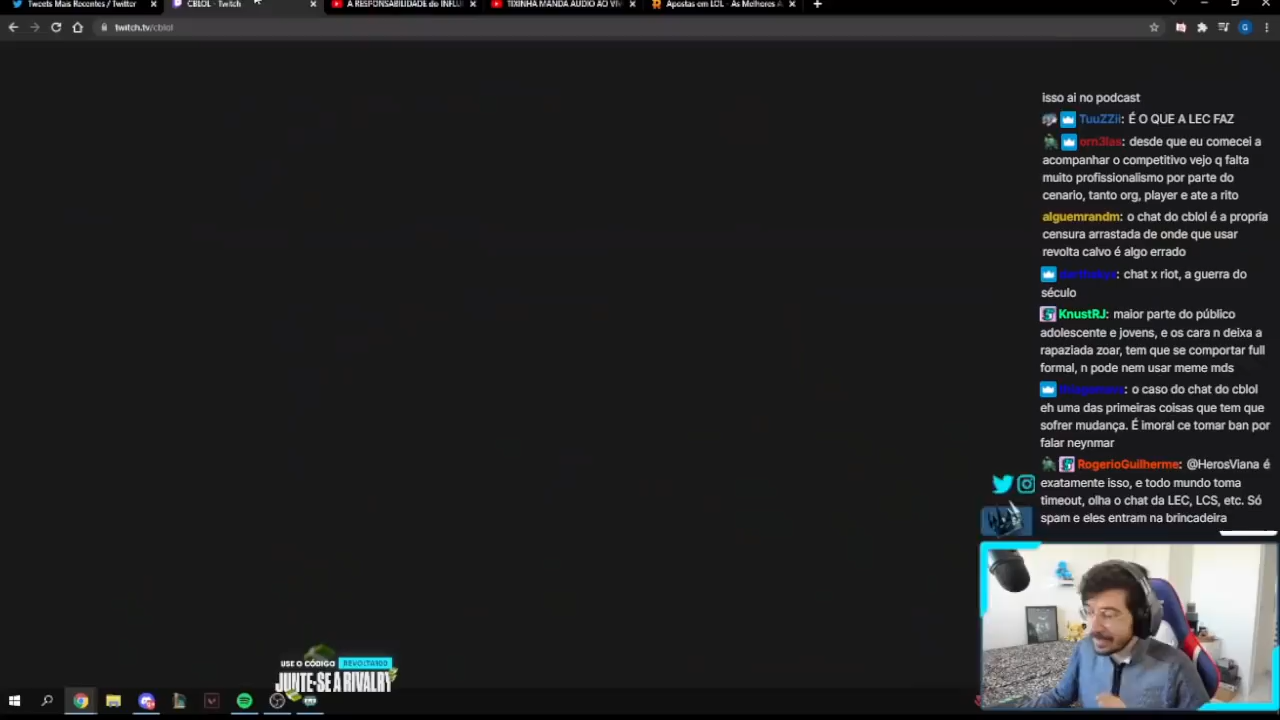 Tweets Mais Recentes / Twitter
CBLOL - Twitch
A RESPONSABILIDADE do INFLU
TIXINHA MANDA ÁUDIO AO VIV
Apostas em LOL - As Melhores A
twitch.tv/cblol
G
isso ai no podcast
TuuZZii: É O QUE A LEC FAZ
orn3las: desde que eu comecei a
acompanhar o competitivo vejo q falta
muito profissionalismo por parte do
cenario, tanto org, player e ate a rito
alguemrandm: o chat do cblol é a propria
censura arrastada de onde que usar
revolta calvo é algo errado
: chat x riot, a guerra do
século
KnustRJ: maior parte do público
adolescente e jovens, e os cara n deixa a
rapaziada zoar, tem que se comportar full
formal, n pode nem usar meme mds
: o caso do chat do cblol
eh uma das primeiras coisas que tem que
sofrer mudança. É imoral ce tomar ban por
falar neynmar
RogerioGuilherme: @HerosViana é
exatamente isso, e todo mundo toma
timeout, olha o chat da LEC, LCS, etc. Só
spam e eles entram na brincadeira
USE O CÓDIGO REVOLTA100
JUNTE-SE A RIVALRY